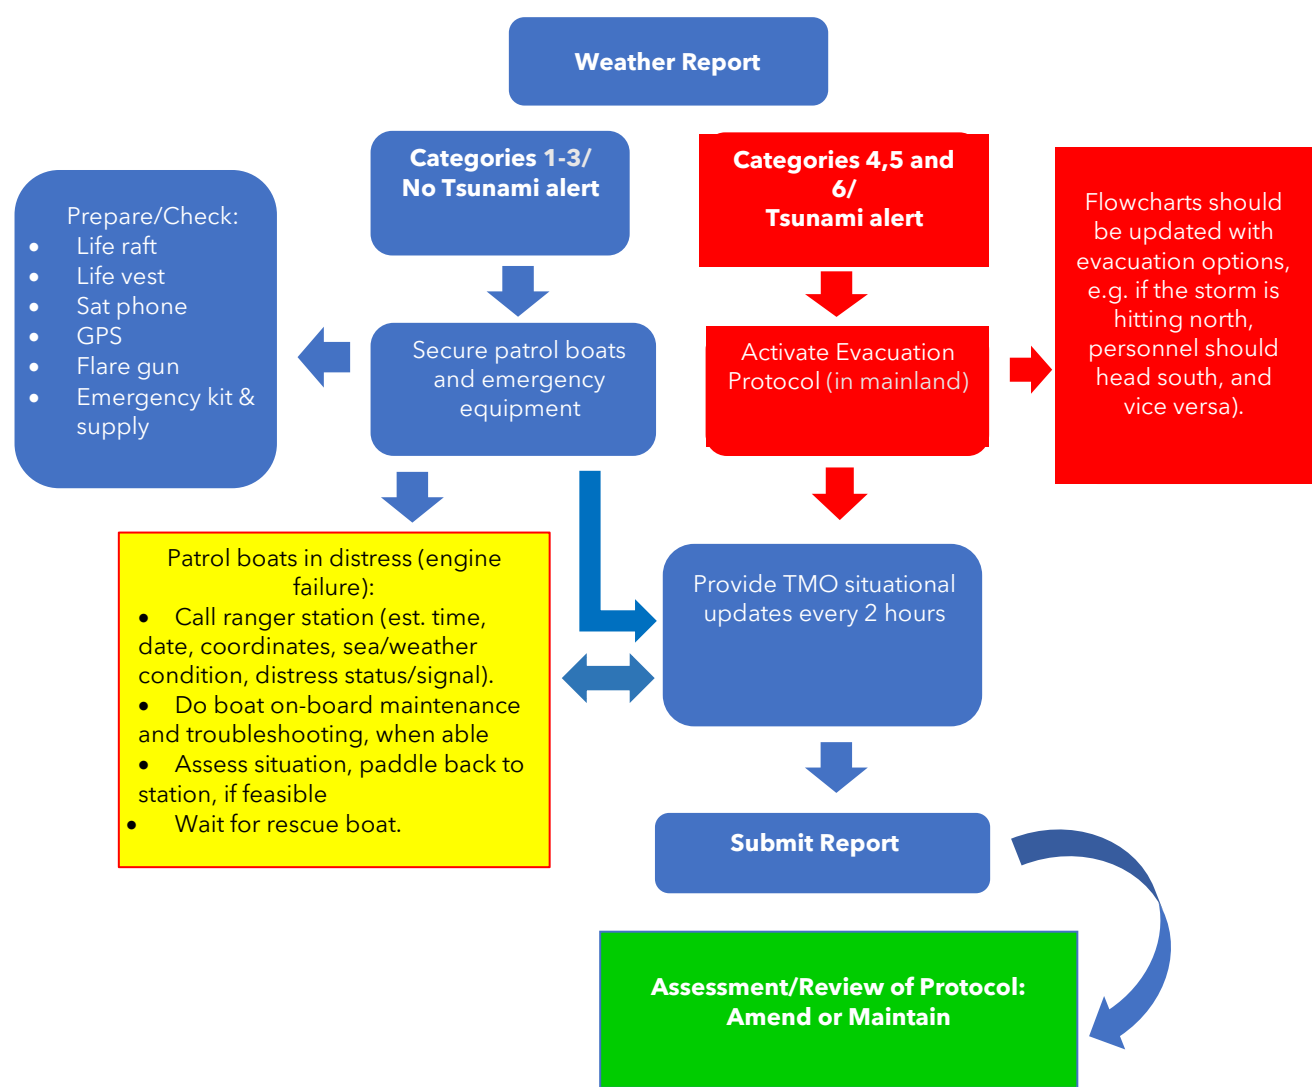 Weather Report
Categories 1-3/
No Tsunami alert
Categories 4,5 and
6/
Tsunami alert
Prepare/Check:
• Life raft
• Life vest
• Sat phone
• GPS
• Flare gun
• Emergency kit &
supply
Secure patrol boats
and emergency
equipment
Activate Evacuation
Protocol (in mainland)
Flowcharts should
be updated with
evacuation options,
e.g. if the storm is
hitting north,
personnel should
head south, and
vice versa).
Patrol boats in distress (engine
failure):
• Call ranger station (est. time,
date, coordinates, sea/weather
condition, distress status/signal).
• Do boat on-board maintenance
and troubleshooting, when able
• Assess situation, paddle back to
station, if feasible
• Wait for rescue boat.
Provide TMO situational
updates every 2 hours
Submit Report
Assessment/Review of Protocol:
Amend or Maintain